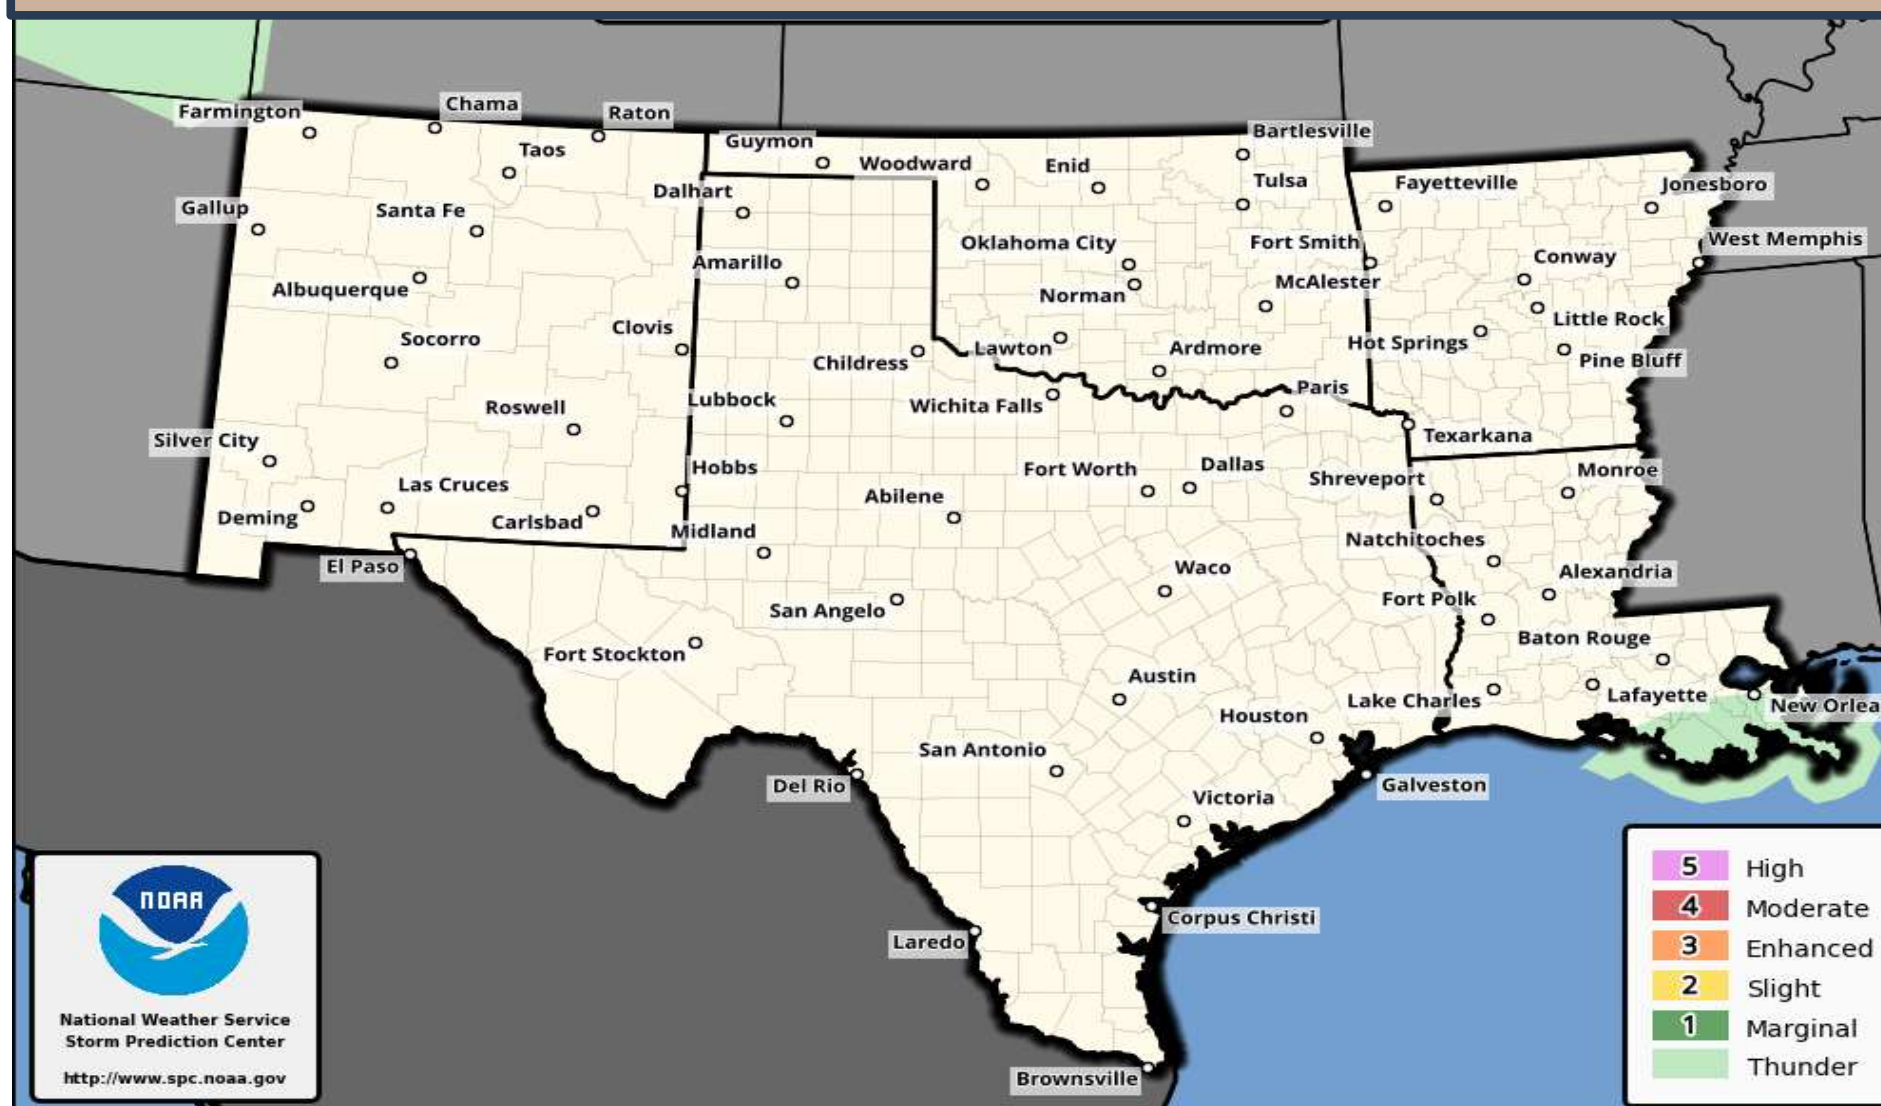 Farmington
Chama
Raton
Taos
Guymon
Woodward
Enid
Bartlesville
Tulsa
Fayetteville
Jonesboro
Gallup
Santa Fe
Dalhart
Oklahoma City
Fort Smith
Conway
West Memphis
Albuquerque
Amarillo
Norman
McAlester
Little Rock
Socorro
Clovis
Childress
Lawton
Ardmore
Hot Springs
Pine Bluff
Roswell
Lubbock
Wichita Falls
Paris
Silver City
Texarkana
Las Cruces
Hobbs
Fort Worth
Dallas
Shreveport
Monroe
Deming
Carlsbad
Abilene
Midland
Natchitoches
El Paso
Waco
Alexandria
San Angelo
Fort Polk
Fort Stockton
Baton Rouge
Austin
Lake Charles
Lafayette
New Orlea
Houston
San Antonio
Del Rio
Galveston
Victoria
Corpus Christi
Laredo
Brownsville
NOAA
National Weather Service
Storm Prediction Center
http://www.spc.noaa.gov
5 High
4 Moderate
3 Enhanced
2 Slight
1 Marginal
Thunder